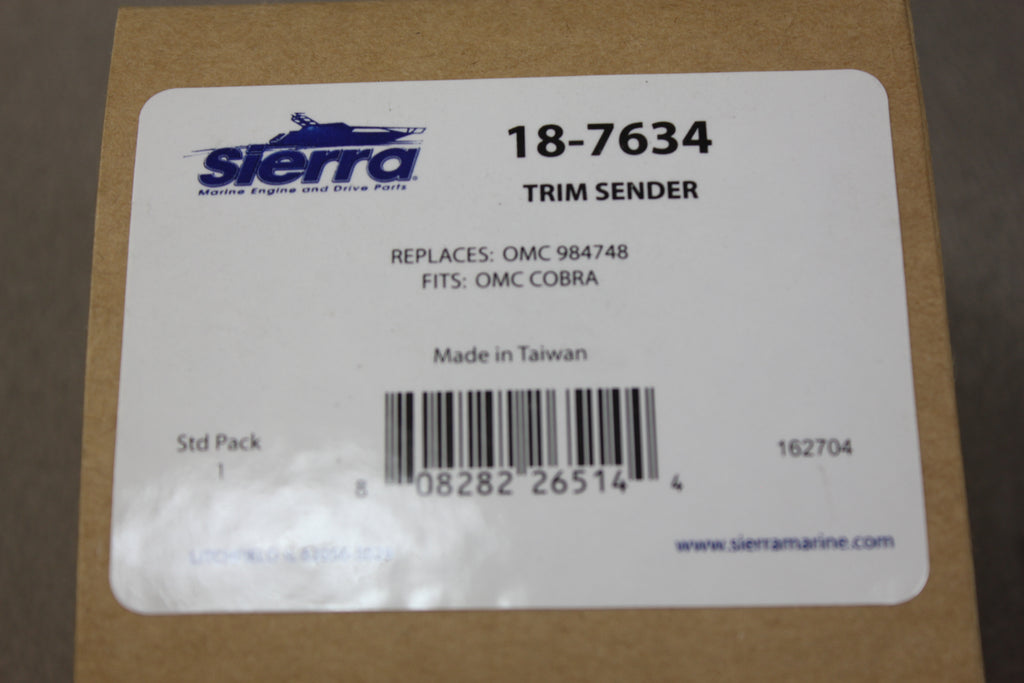 sierra
Marine Engine and Drive Parts
18-7634
TRIM SENDER
REPLACES: OMC 984748
FITS: OMC COBRA
Made in Taiwan
Std Pack
1
162704
8 08282 26514 4
www.sierramarine.com